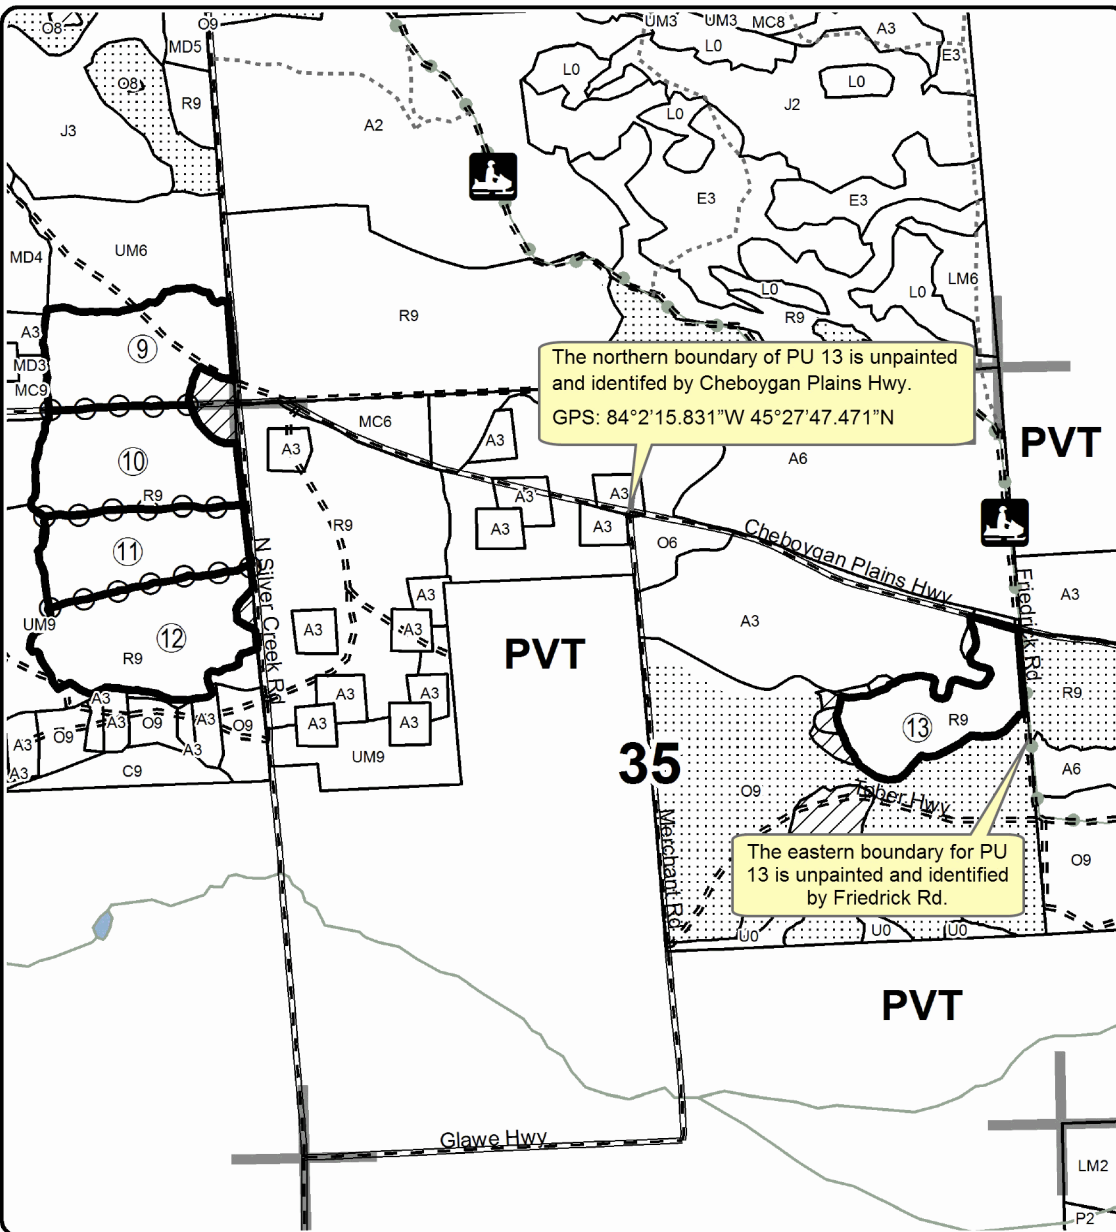 O8
O9
UM3
UM3
MC8
A3
MD5
L0
E3
L0
O8
L0
J2
R9
L0
J3
A2
E3
E3
UM6
MD4
LM6
L0
L0
R9
R9
A3
9
The northern boundary of PU 13 is unpainted
and identifed by Cheboygan Plains Hwy.
GPS: 84°2'15.831”W 45°27'47.471”N
MD3
MC9
MC6
A3
A3
PVT
10
A6
R9
A3
A3
R9
A3
A3
O6
Cheboygan Plains Hwy
11
N Silver Creek Rd
Friedrick Rd
A3
A3
UM9
12
A3
A3
A3
PVT
R9
A3
A3
A3
R9
R9
13
A3
O9
A3
O9
A3
O9
A3
A3
A3
A3
UM9
35
A6
C9
O9
Taber Hwy
Merchant Rd
The eastern boundary for PU
13 is unpainted and identified
by Friedrick Rd.
O9
U0
U0
U0
PVT
Glawe Hwy
LM2
P2